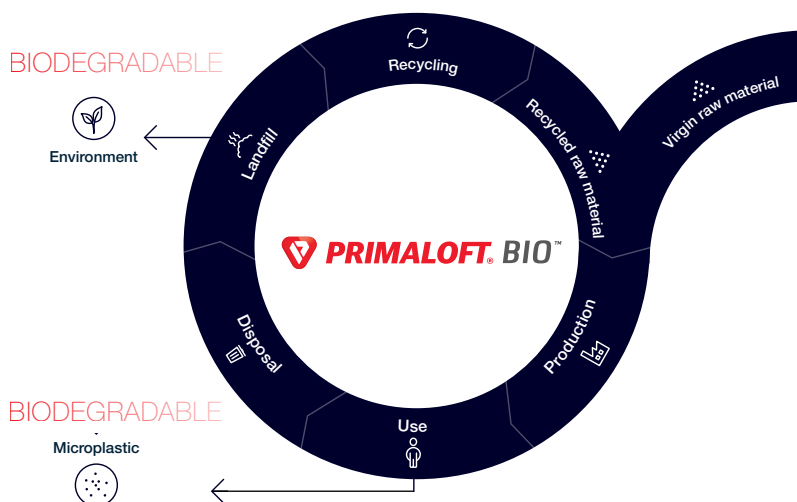 BIODEGRADABLE
Environment
Landfill
Recycling
Recycled raw material
Virgin raw material
PRIMALOFT® BIO™
Disposal
Production
Use
BIODEGRADABLE
Microplastic